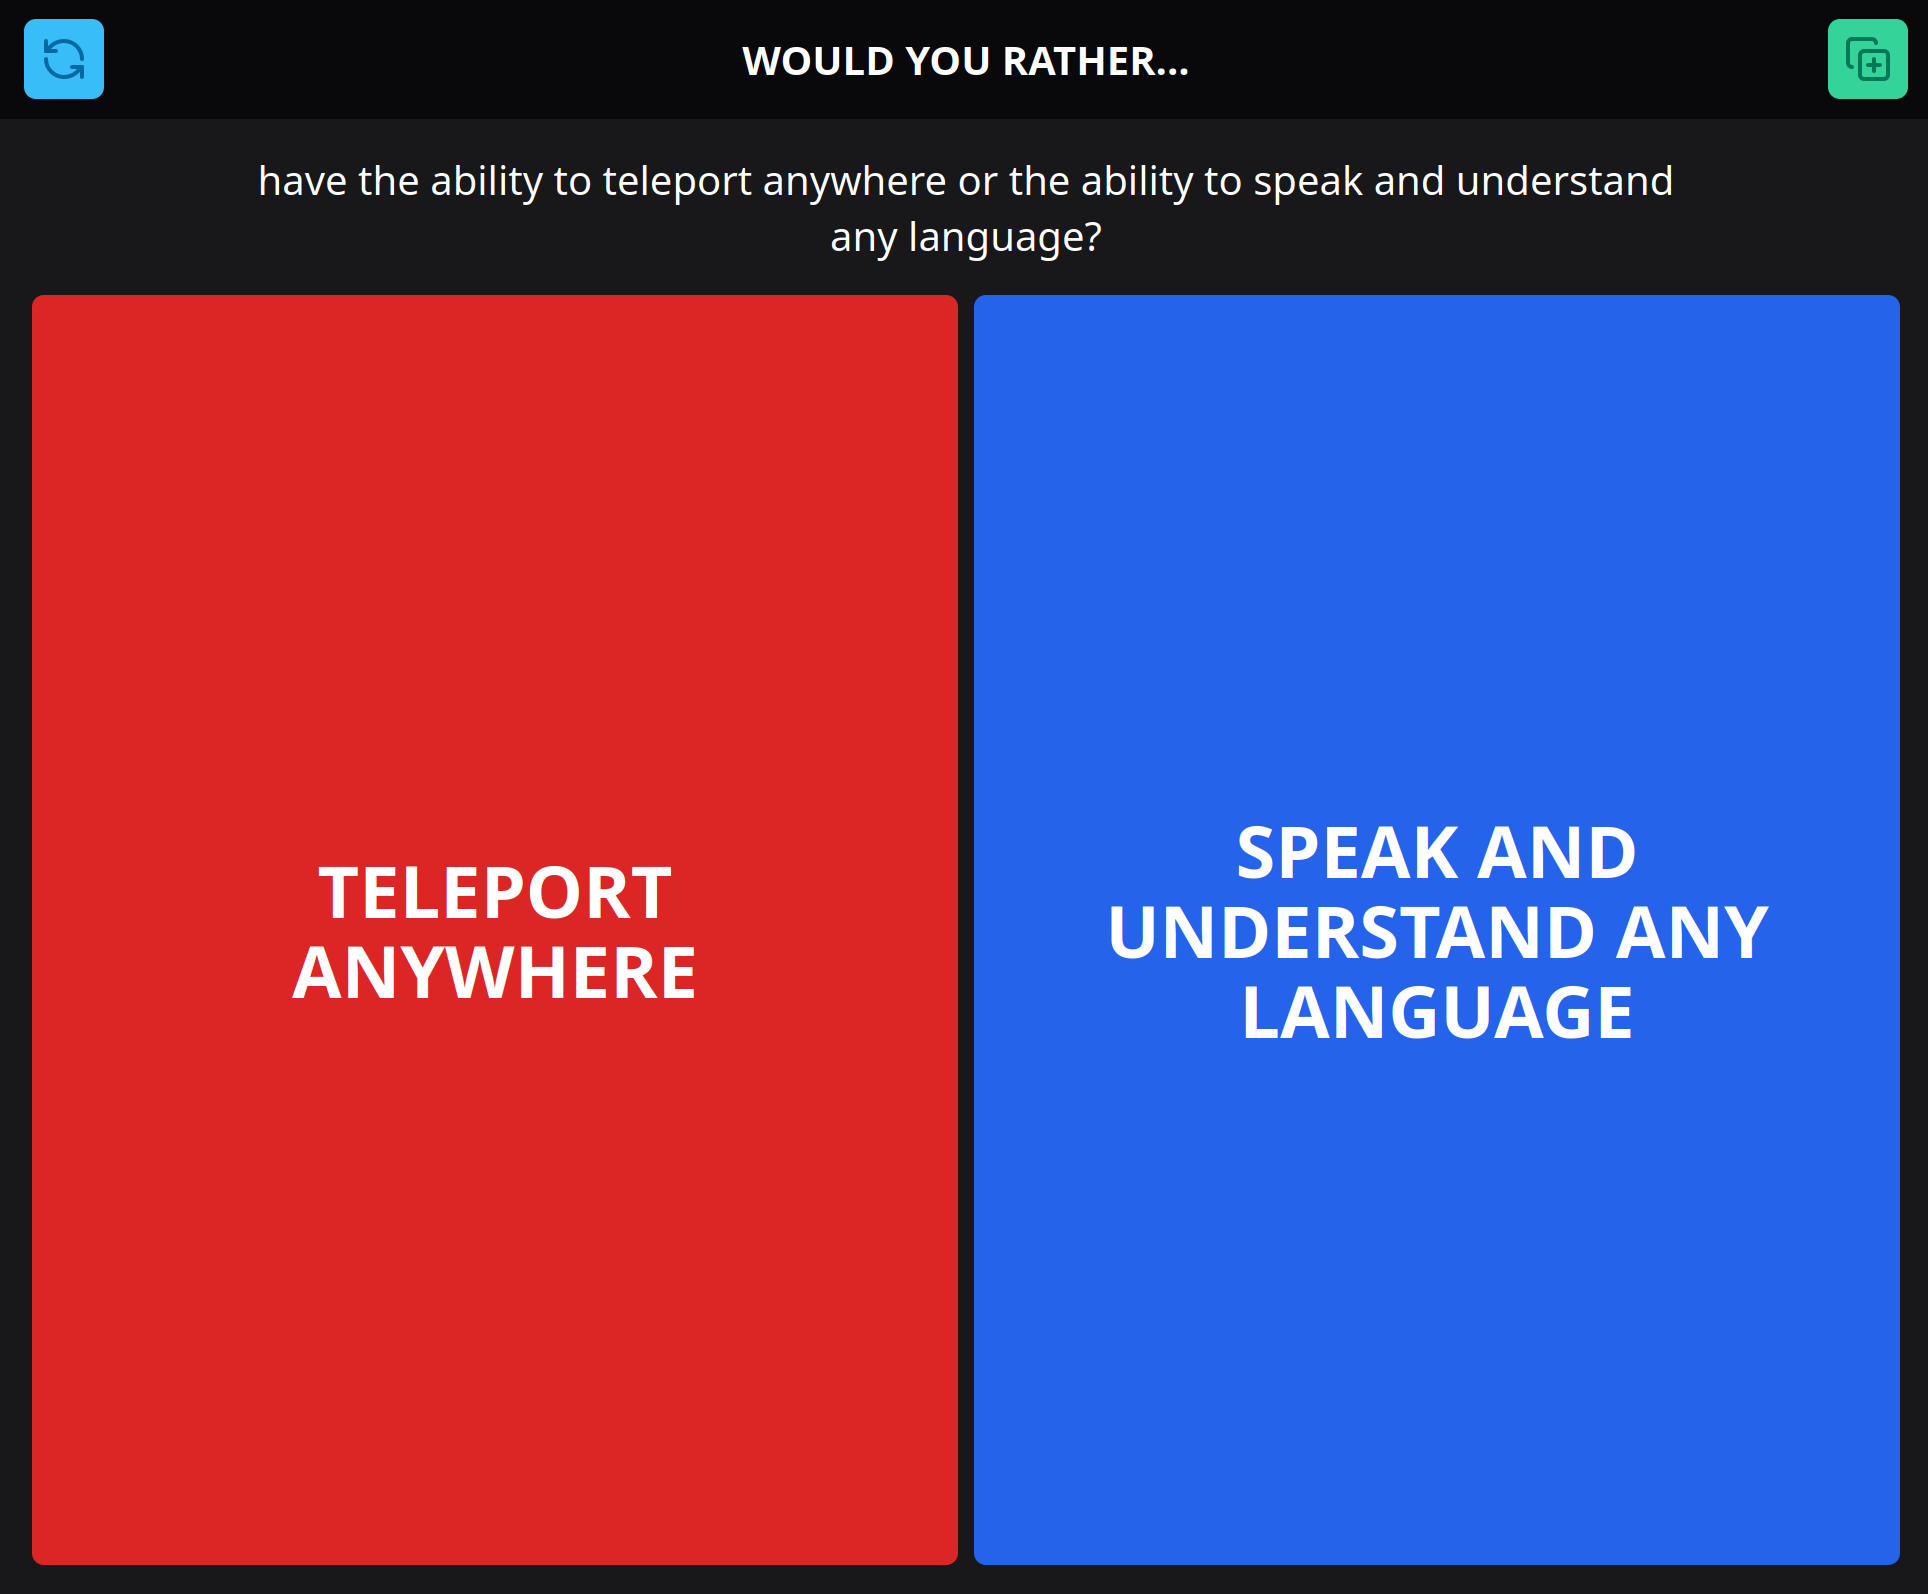 WOULD YOU RATHER...
have the ability to teleport anywhere or the ability to speak and understand
any language?
TELEPORT
ANYWHERE
SPEAK AND
UNDERSTAND ANY
LANGUAGE